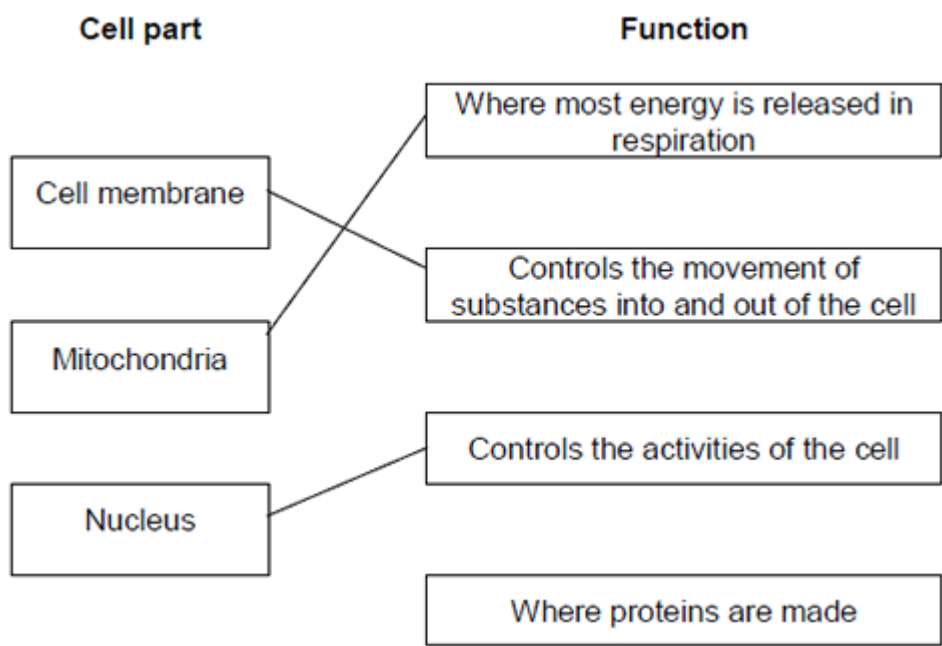 Cell part
Function
Where most energy is released in
respiration
Cell membrane
Controls the movement of
substances into and out of the cell
Mitochondria
Controls the activities of the cell
Nucleus
Where proteins are made